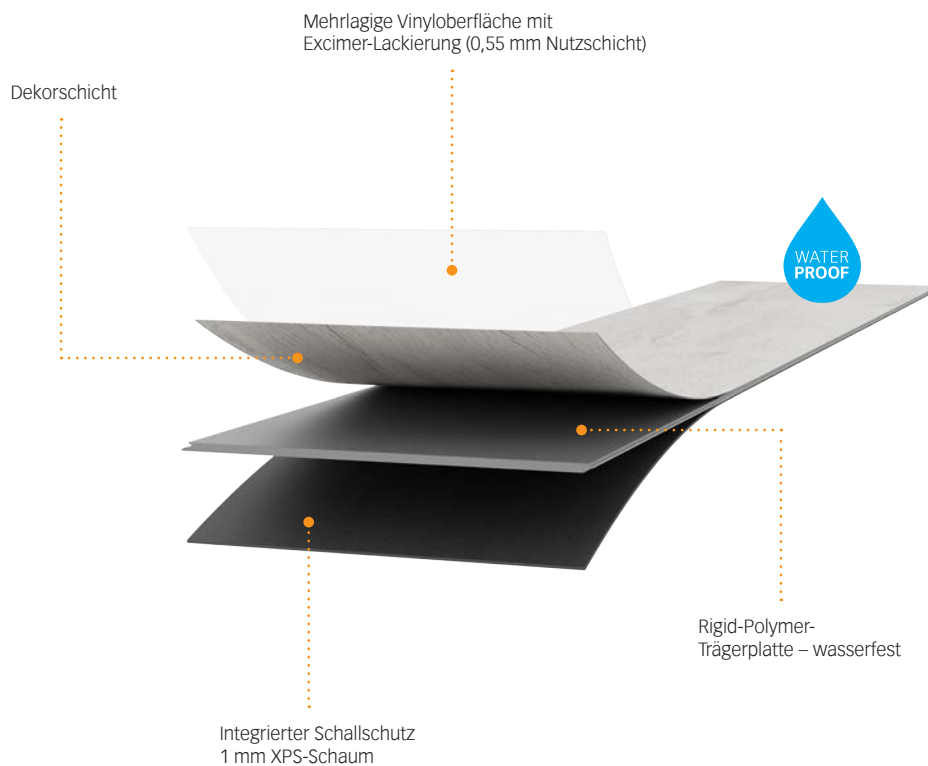 Mehrlagige Vinyloberfläche mit
Excimer-Lackierung (0,55 mm Nutzschicht)
Dekorschicht
WATER
PROOF
Rigid-Polymer-
Trägerplatte – wasserfest
Integrierter Schallschutz
1 mm XPS-Schaum